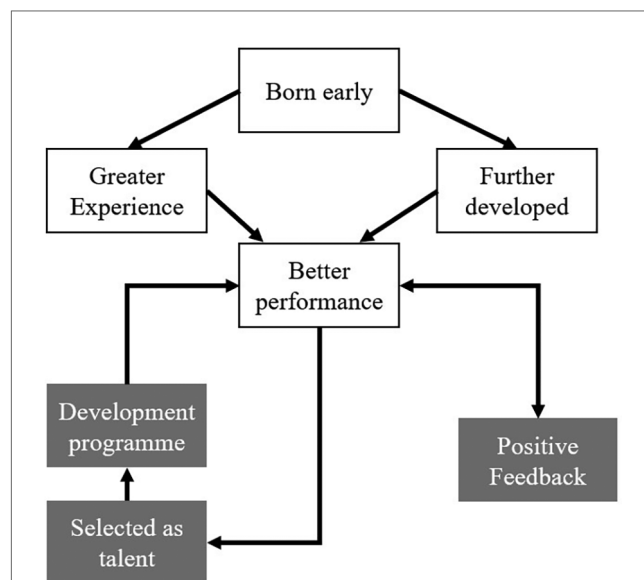 Born early
Greater
Experience
Further
developed
Better
performance
Development
programme
Positive
Feedback
Selected as
talent